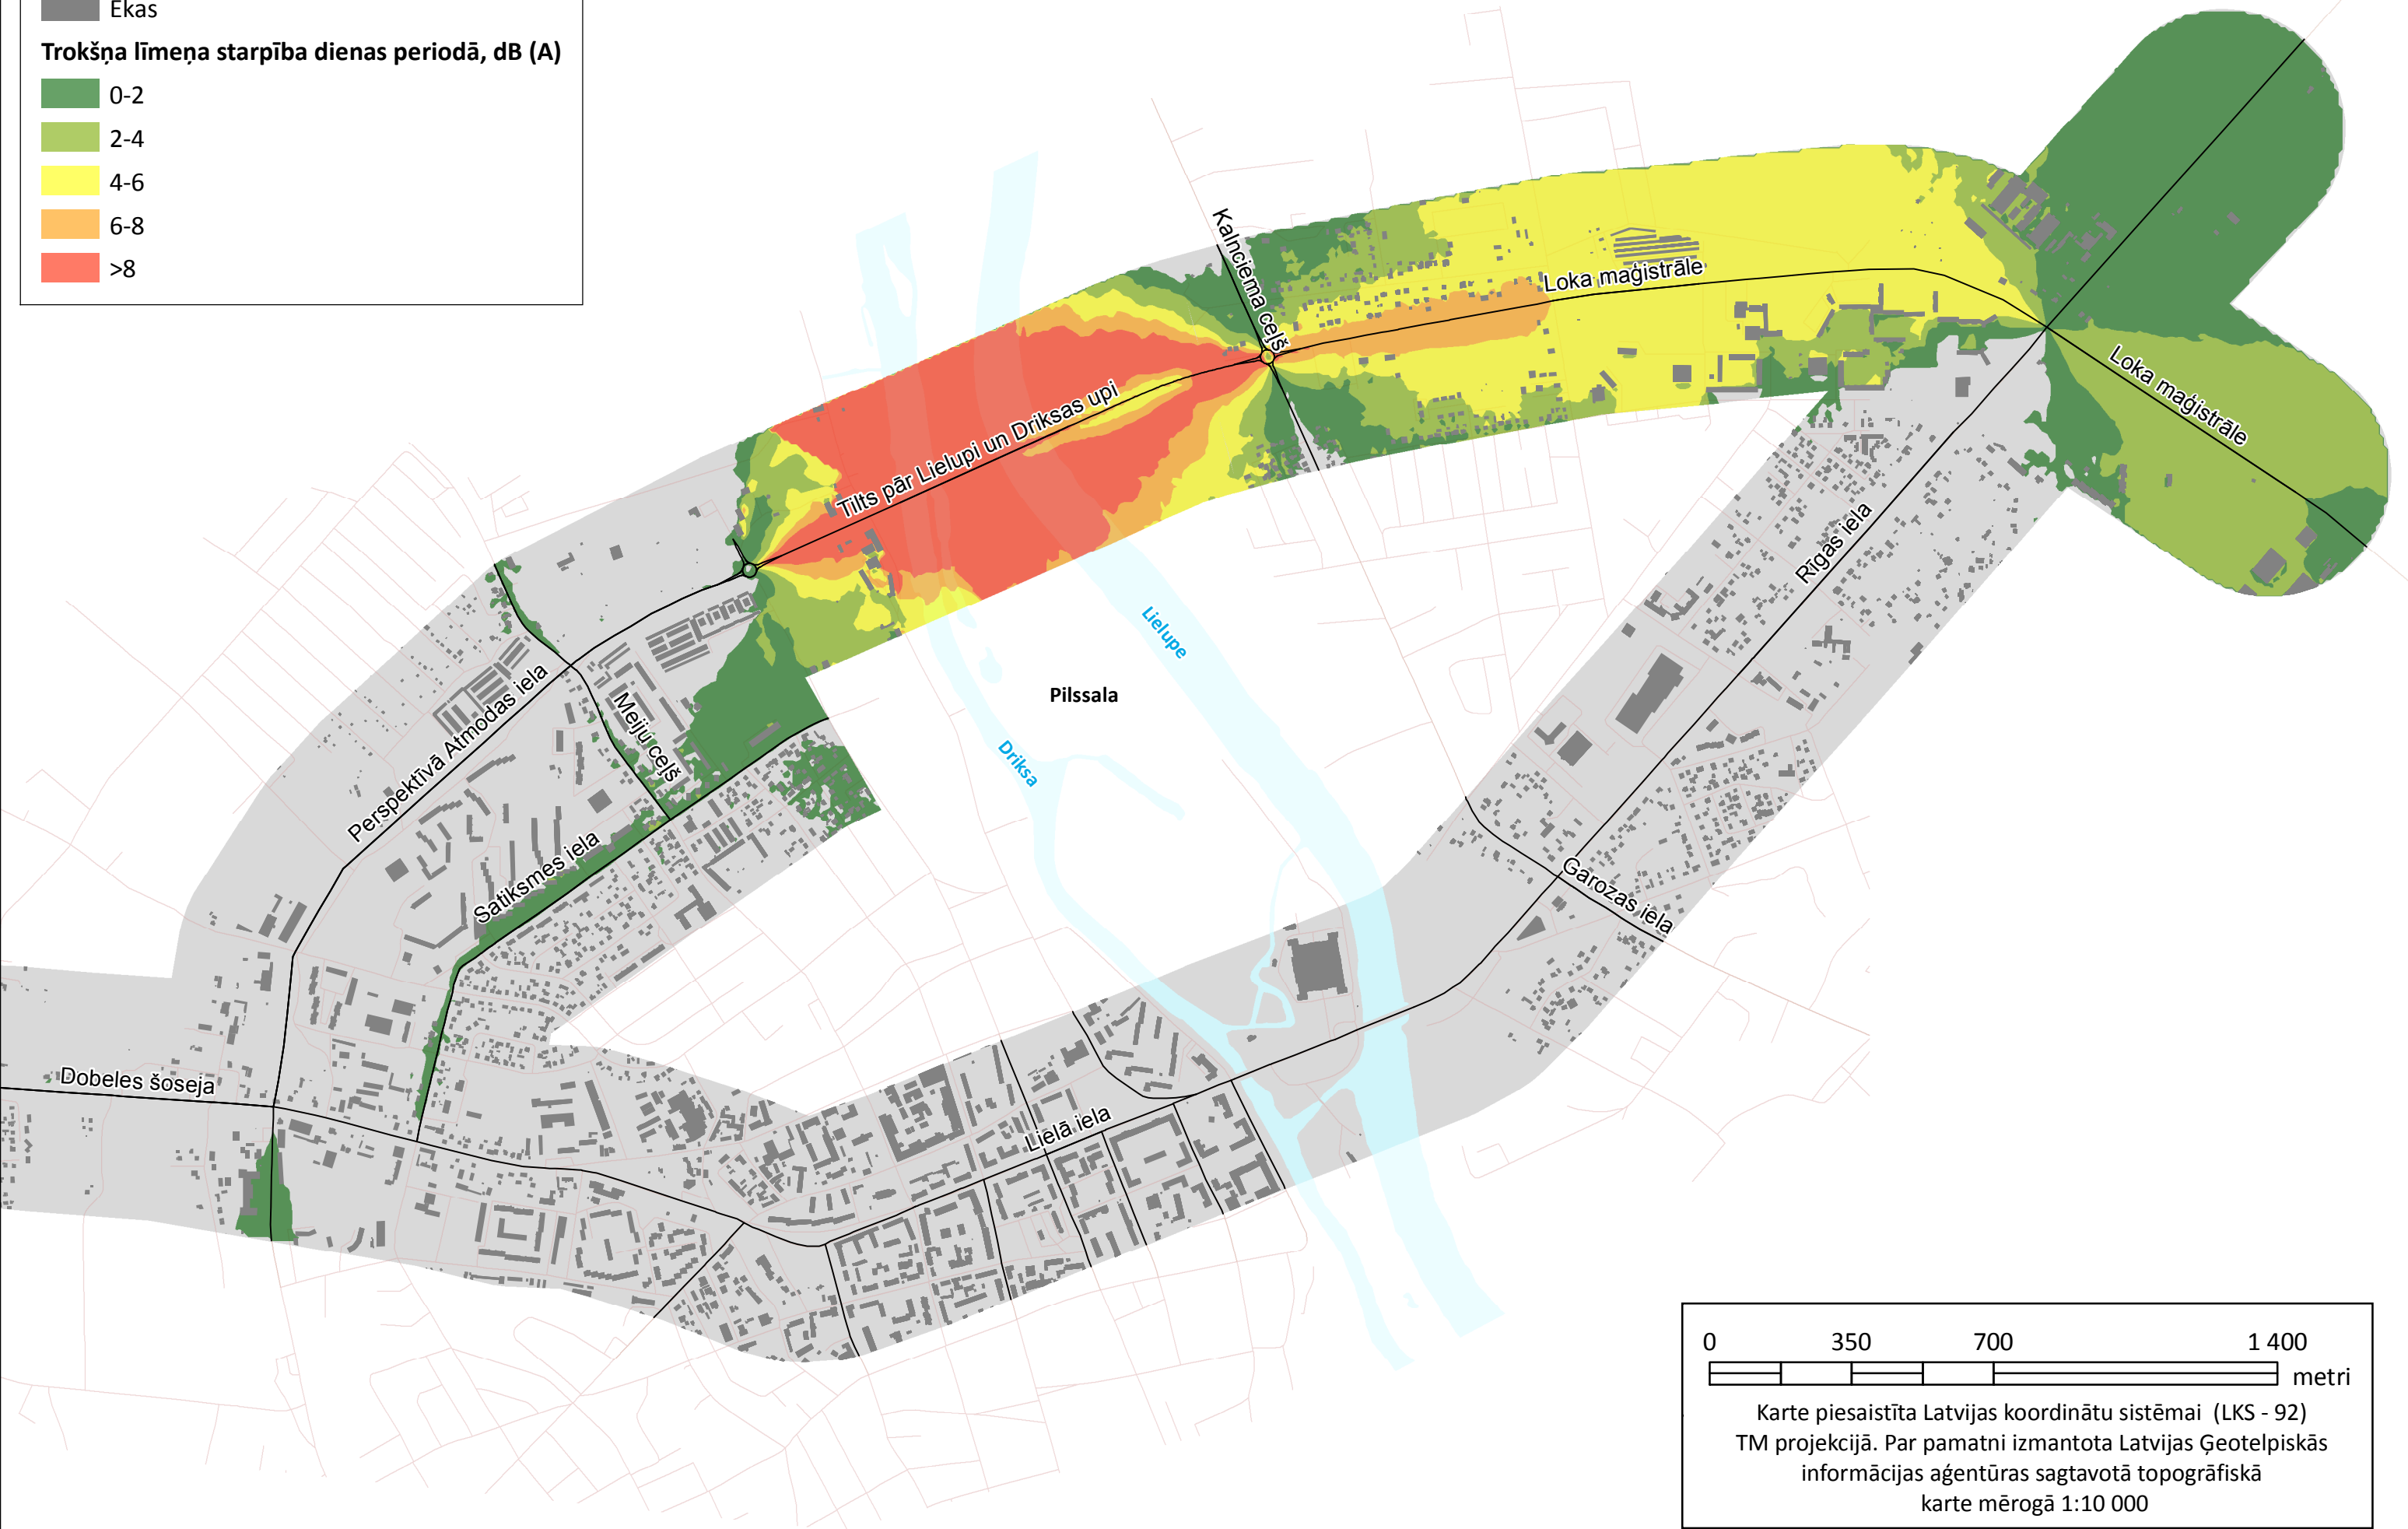 Ēkas
Trokšņa līmeņa starpība dienas periodā, dB (A)
0-2
2-4
4-6
6-8
>8
Kalnciema ceļš
Loka maģistrāle
Loka maģistrāle
Tilts pār Lielupi un Driksas upi
Rīgas iela
Lielupe
Pilssala
Driksa
Meiju ceļš
Perspektīvā Atmodas iela
Satiksmes iela
Garozas iela
Dobeles šoseja
Lielā iela
0 350 700 1 400
metri
Karte piesaistīta Latvijas koordinātu sistēmai (LKS - 92)
TM projekcijā. Par pamatni izmantota Latvijas Ģeotelpiskās
informācijas aģentūras sagtavotā topogrāfiskā
karte mērogā 1:10 000